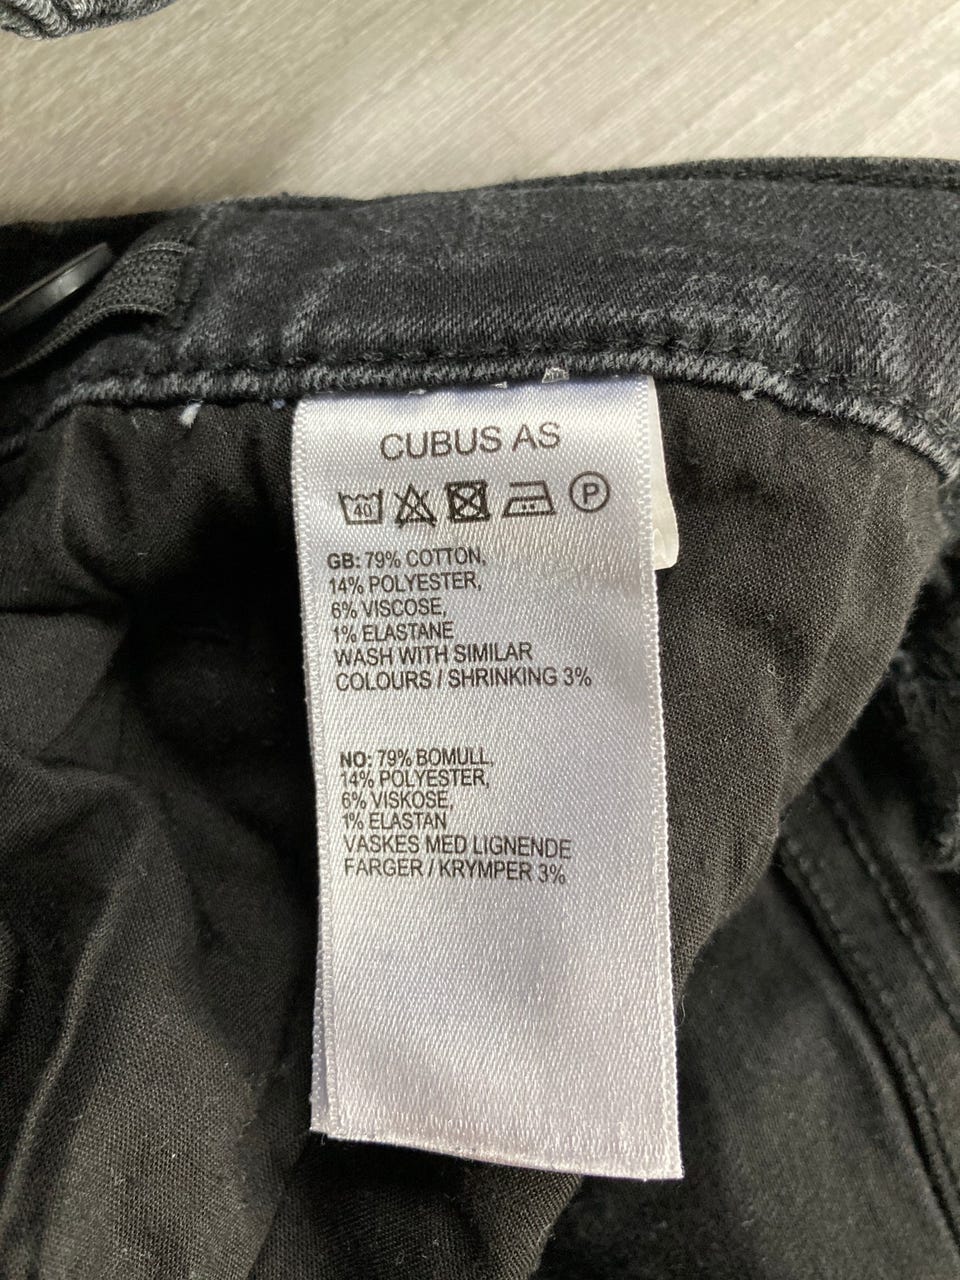 CUBUS AS
40 P
GB: 79% COTTON,
14% POLYESTER,
6% VISCOSE,
1% ELASTANE
WASH WITH SIMILAR
COLOURS / SHRINKING 3%
NO: 79% BOMULL,
14% POLYESTER,
6% VISKOSE,
1% ELASTAN
VASKES MED LIGNENDE
FARGER / KRYMPER 3%